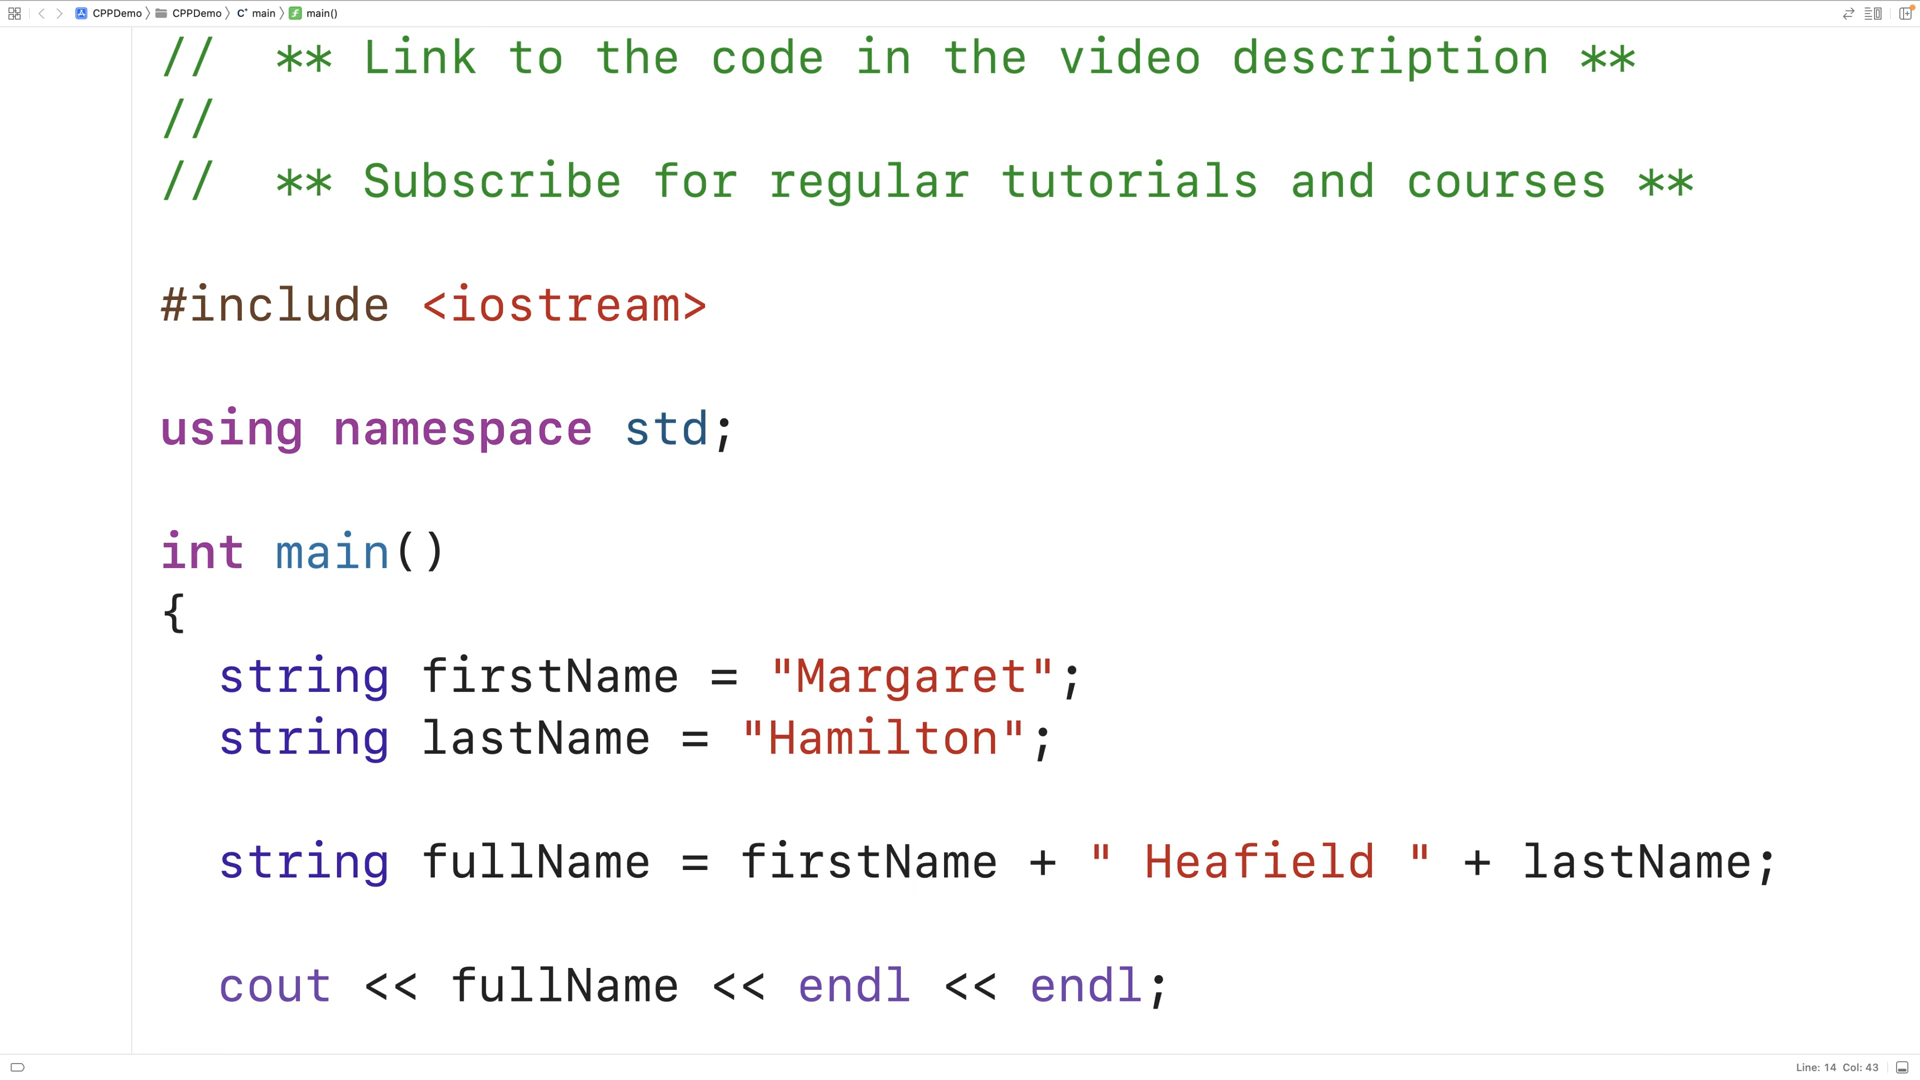 CPPDemo 〉 CPPDemo 〉 C+ main 〉 f main()
//  ** Link to the code in the video description **
//
//  ** Subscribe for regular tutorials and courses **
#include <iostream>
using namespace std;
int main()
{
  string firstName = "Margaret";
  string lastName = "Hamilton";
  string fullName = firstName + " Heafield " + lastName;
  cout << fullName << endl << endl;
Line: 14 Col: 43